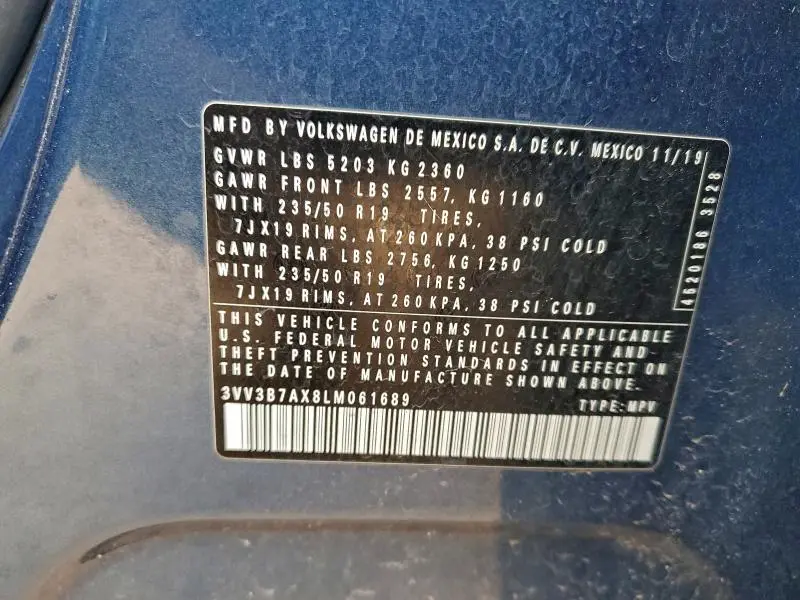 MFD BY VOLKSWAGEN DE MEXICO S.A. DE C.V. MEXICO 11/19
GVWR LBS 5203 KG 2360
GAWR FRONT LBS 2557, KG 1160
WITH 235/50 R19 TIRES,
7JX19 RIMS, AT 260 KPA, 38 PSI COLD
GAWR REAR LBS 2756, KG 1250
WITH 235/50 R19 TIRES,
7JX19 RIMS, AT 260 KPA, 38 PSI COLD
THIS VEHICLE CONFORMS TO ALL APPLICABLE
U.S. FEDERAL MOTOR VEHICLE SAFETY AND
THEFT PREVENTION STANDARDS IN EFFECT ON
THE DATE OF MANUFACTURE SHOWN ABOVE.
3VV3B7AX8LM061689 TYPE:MPV
4620186 3528